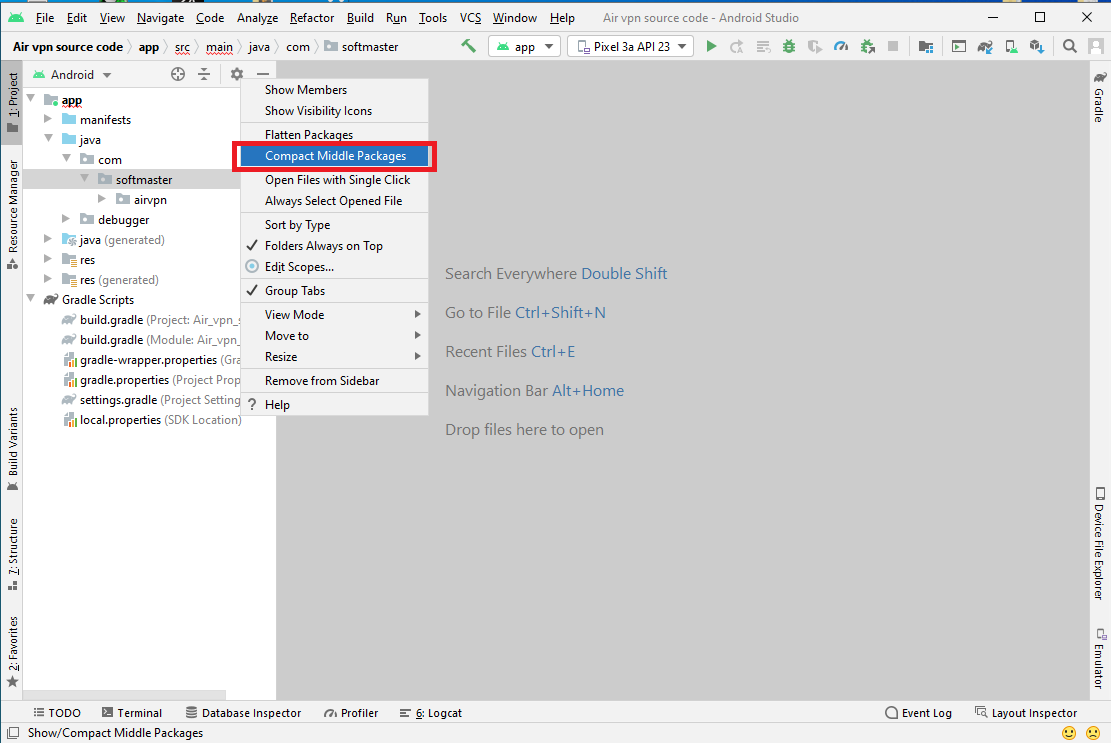 File Edit View Navigate Code Analyze Refactor Build Run Tools VCS Window Help Air vpn source code - Android Studio
Air vpn source code app src main java com softmaster app Pixel 3a API 23
1: Project
Resource Manager
Build Variants
7: Structure
2: Favorites
Android
app
manifests
java
com
softmaster
airvpn
debugger
java (generated)
res
res (generated)
Gradle Scripts
build.gradle (Project: Air_vpn_s
build.gradle (Module: Air_vpn_
gradle-wrapper.properties (Gra
gradle.properties (Project Prop
settings.gradle (Project Setting
local.properties (SDK Location)
Show Members
Show Visibility Icons
Flatten Packages
Compact Middle Packages
Open Files with Single Click
Always Select Opened File
Sort by Type
Folders Always on Top
Edit Scopes...
Group Tabs
View Mode
Move to
Resize
Remove from Sidebar
? Help
Search Everywhere Double Shift
Go to File Ctrl+Shift+N
Recent Files Ctrl+E
Navigation Bar Alt+Home
Drop files here to open
Gradle
Device File Explorer
Emulator
TODO Terminal Database Inspector Profiler 6: Logcat Event Log Layout Inspector
Show/Compact Middle Packages